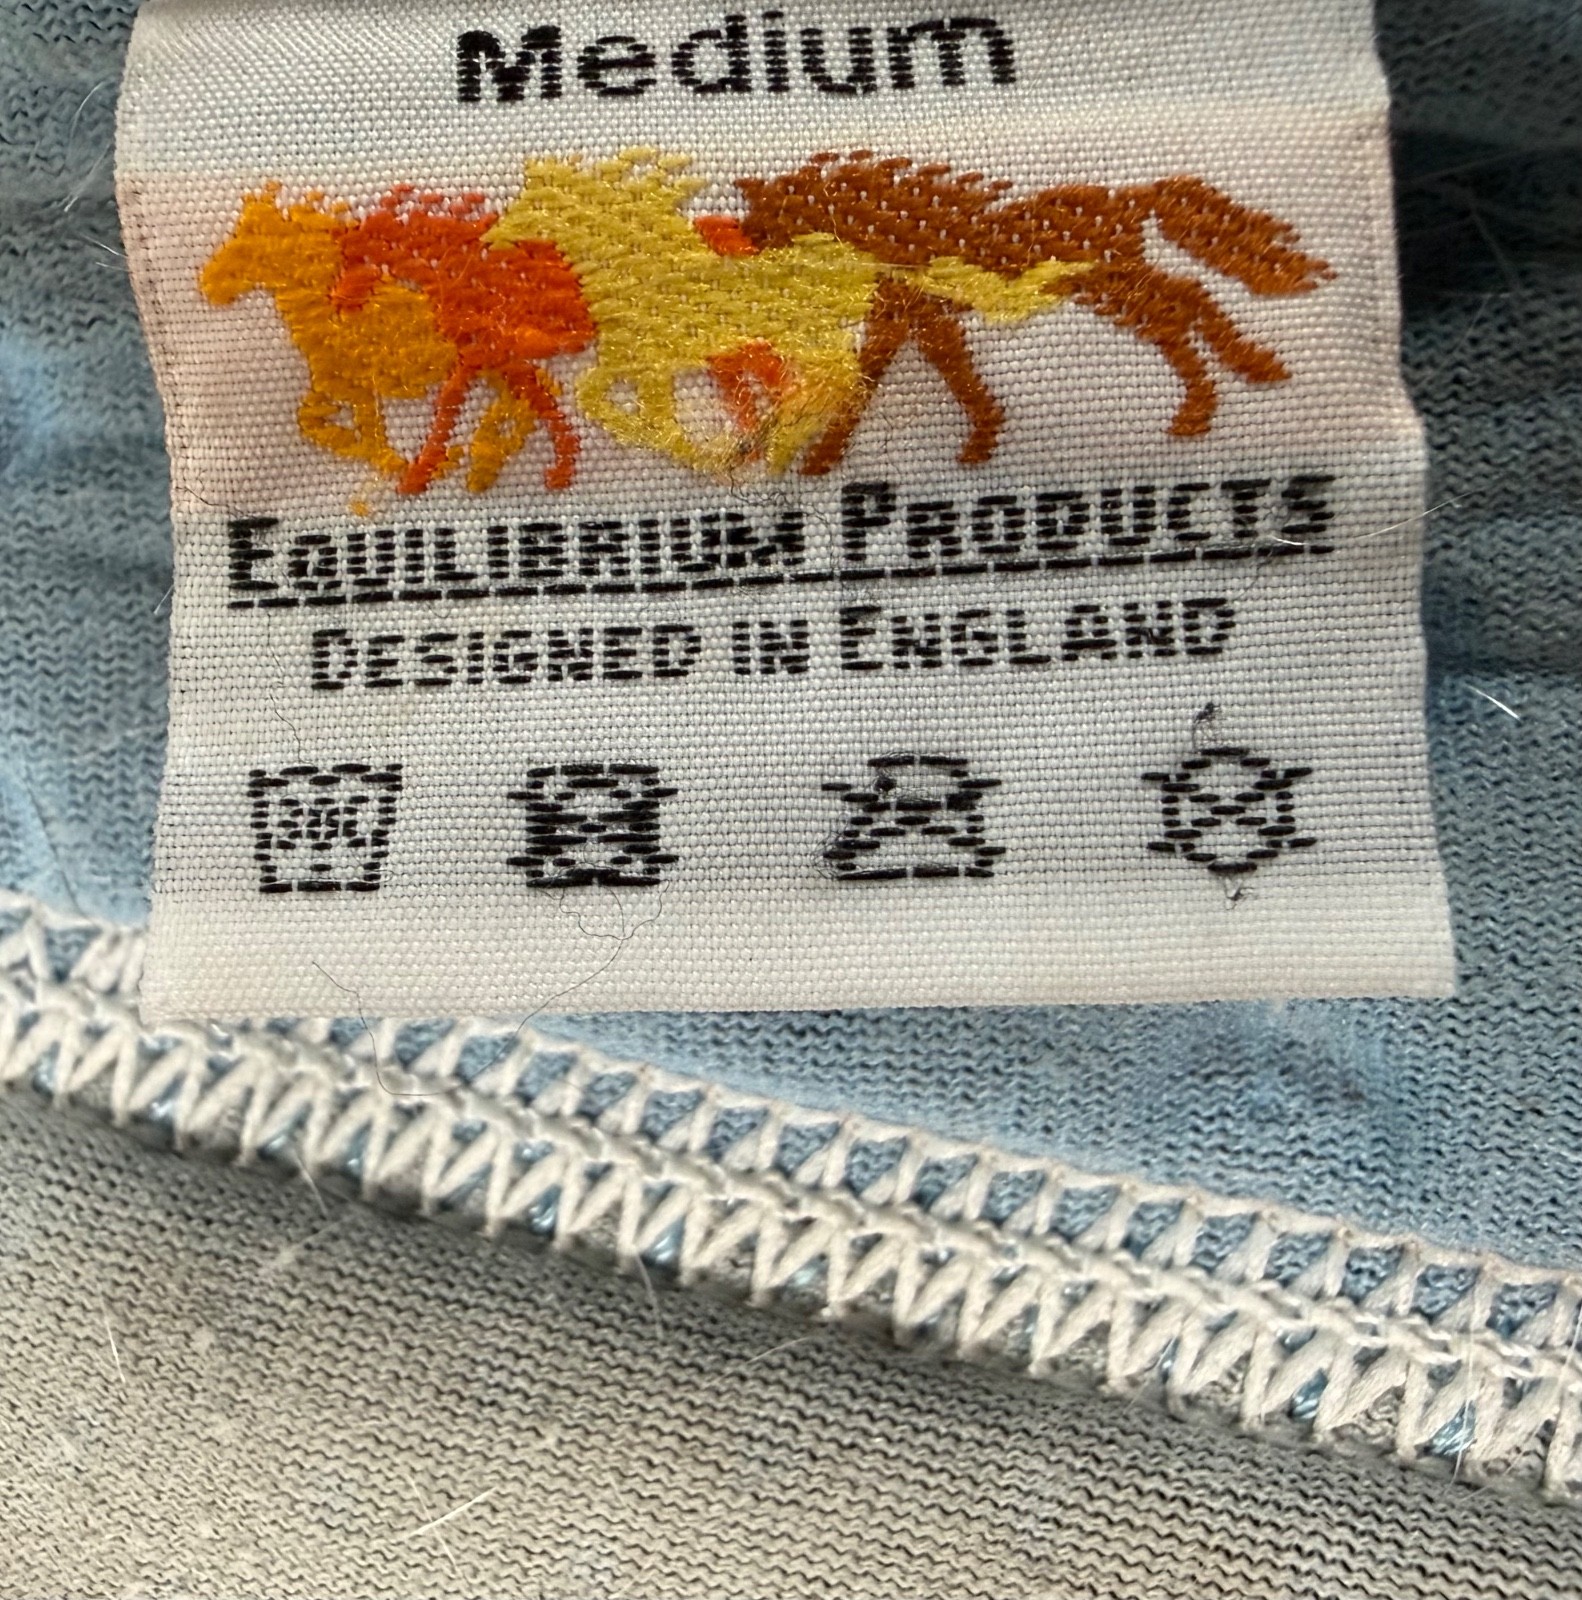 Medium
EQUILIBRIUM PRODUCTS
DESIGNED IN ENGLAND